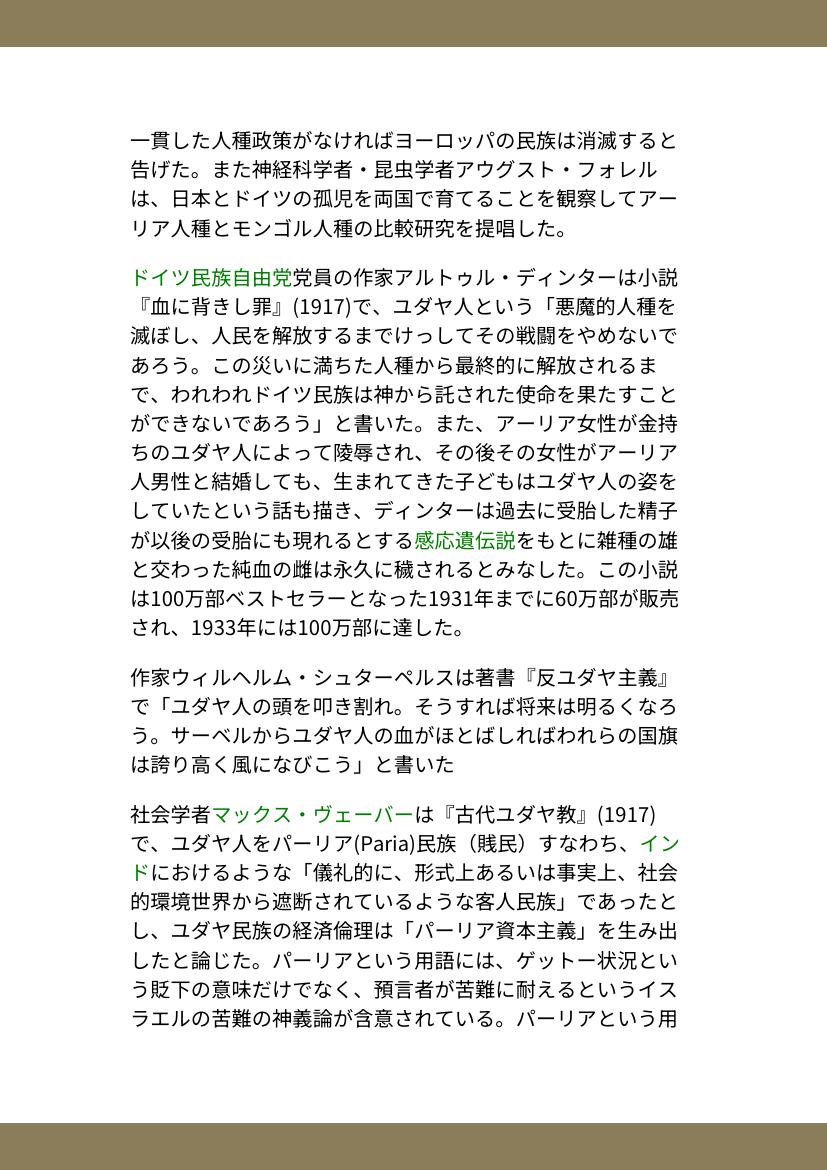 一貫した人種政策がなければヨーロッパの民族は消滅すると
告げた。また神経科学者・昆虫学者アウグスト・フォレル
は、日本とドイツの孤児を両国で育てることを観察してアー
リア人種とモンゴル人種の比較研究を提唱した。
ドイツ民族自由党党員の作家アルトゥル・ディンターは小説
『血に背きし罪』(1917)で、ユダヤ人という「悪魔的人種を
滅ぼし、人民を解放するまでけっしてその戦闘をやめないで
あろう。この災いに満ちた人種から最終的に解放されるま
で、われわれドイツ民族は神から託された使命を果たすこと
ができないであろう」と書いた。また、アーリア女性が金持
ちのユダヤ人によって陵辱され、その後その女性がアーリア
人男性と結婚しても、生まれてきた子どもはユダヤ人の姿を
していたという話も描き、ディンターは過去に受胎した精子
が以後の受胎にも現れるとする感応遺伝説をもとに雑種の雄
と交わった純血の雌は永久に穢されるとみなした。この小説
は100万部ベストセラーとなった1931年までに60万部が販売
され、1933年には100万部に達した。
作家ウィルヘルム・シュターペルスは著書『反ユダヤ主義』
で「ユダヤ人の頭を叩き割れ。そうすれば将来は明るくなろ
う。サーベルからユダヤ人の血がほとばしればわれらの国旗
は誇り高く風になびこう」と書いた
社会学者マックス・ヴェーバーは『古代ユダヤ教』(1917)
で、ユダヤ人をパーリア(Paria)民族（賎民）すなわち、イン
ドにおけるような「儀礼的に、形式上あるいは事実上、社会
的環境世界から遮断されているような客人民族」であったと
し、ユダヤ民族の経済倫理は「パーリア資本主義」を生み出
したと論じた。パーリアという用語には、ゲットー状況とい
う貶下の意味だけでなく、預言者が苦難に耐えるというイス
ラエルの苦難の神義論が含意されている。パーリアという用